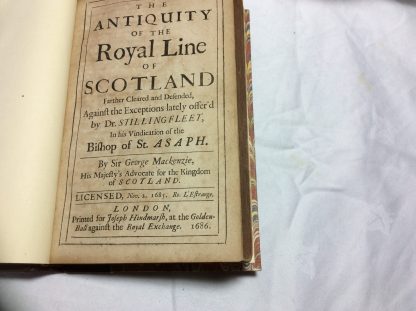 THE
ANTIQUITY
OF THE
Royal Line
OF
SCOTLAND
Farther Cleared and Defended,
Against the Exceptions lately offer'd
by Dr. STILLINGFLEET,
In his Vindication of the
Bishop of St. ASAPH.
By Sir George Mackenzie,
His Majesty's Advocate for the Kingdom
of SCOTLAND.
LICENSED, Nov. 2. 1685. Ro. L'Estrange.
LONDON,
Printed for Joseph Hindmarsh, at the Golden-
Ball against the Royal Exchange. 1686.